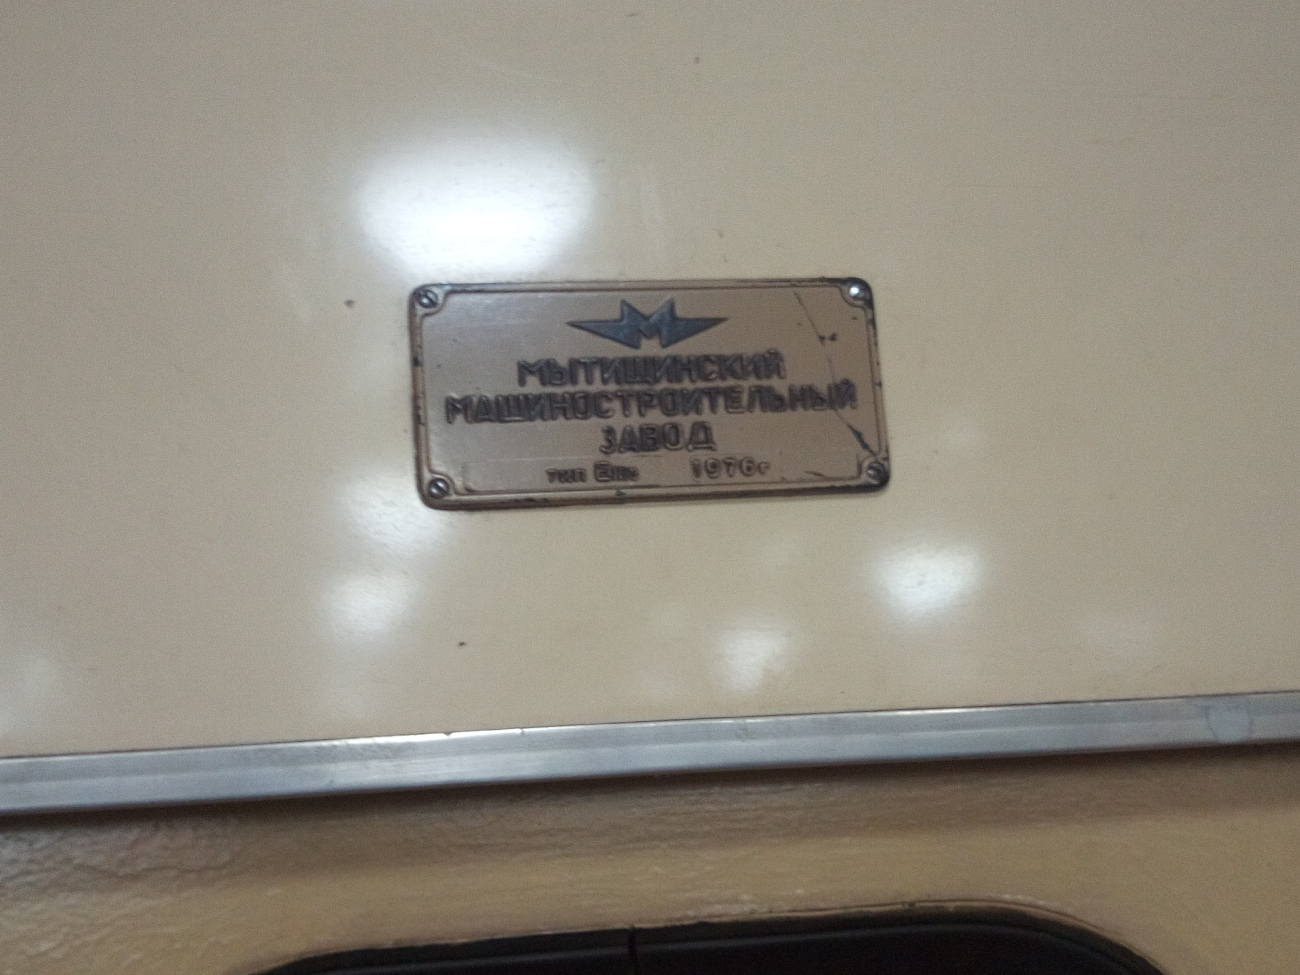 М
МЫТИЩИНСКИЙ
МАШИНОСТРОИТЕЛЬНЫЙ
ЗАВОД
тип 1976г